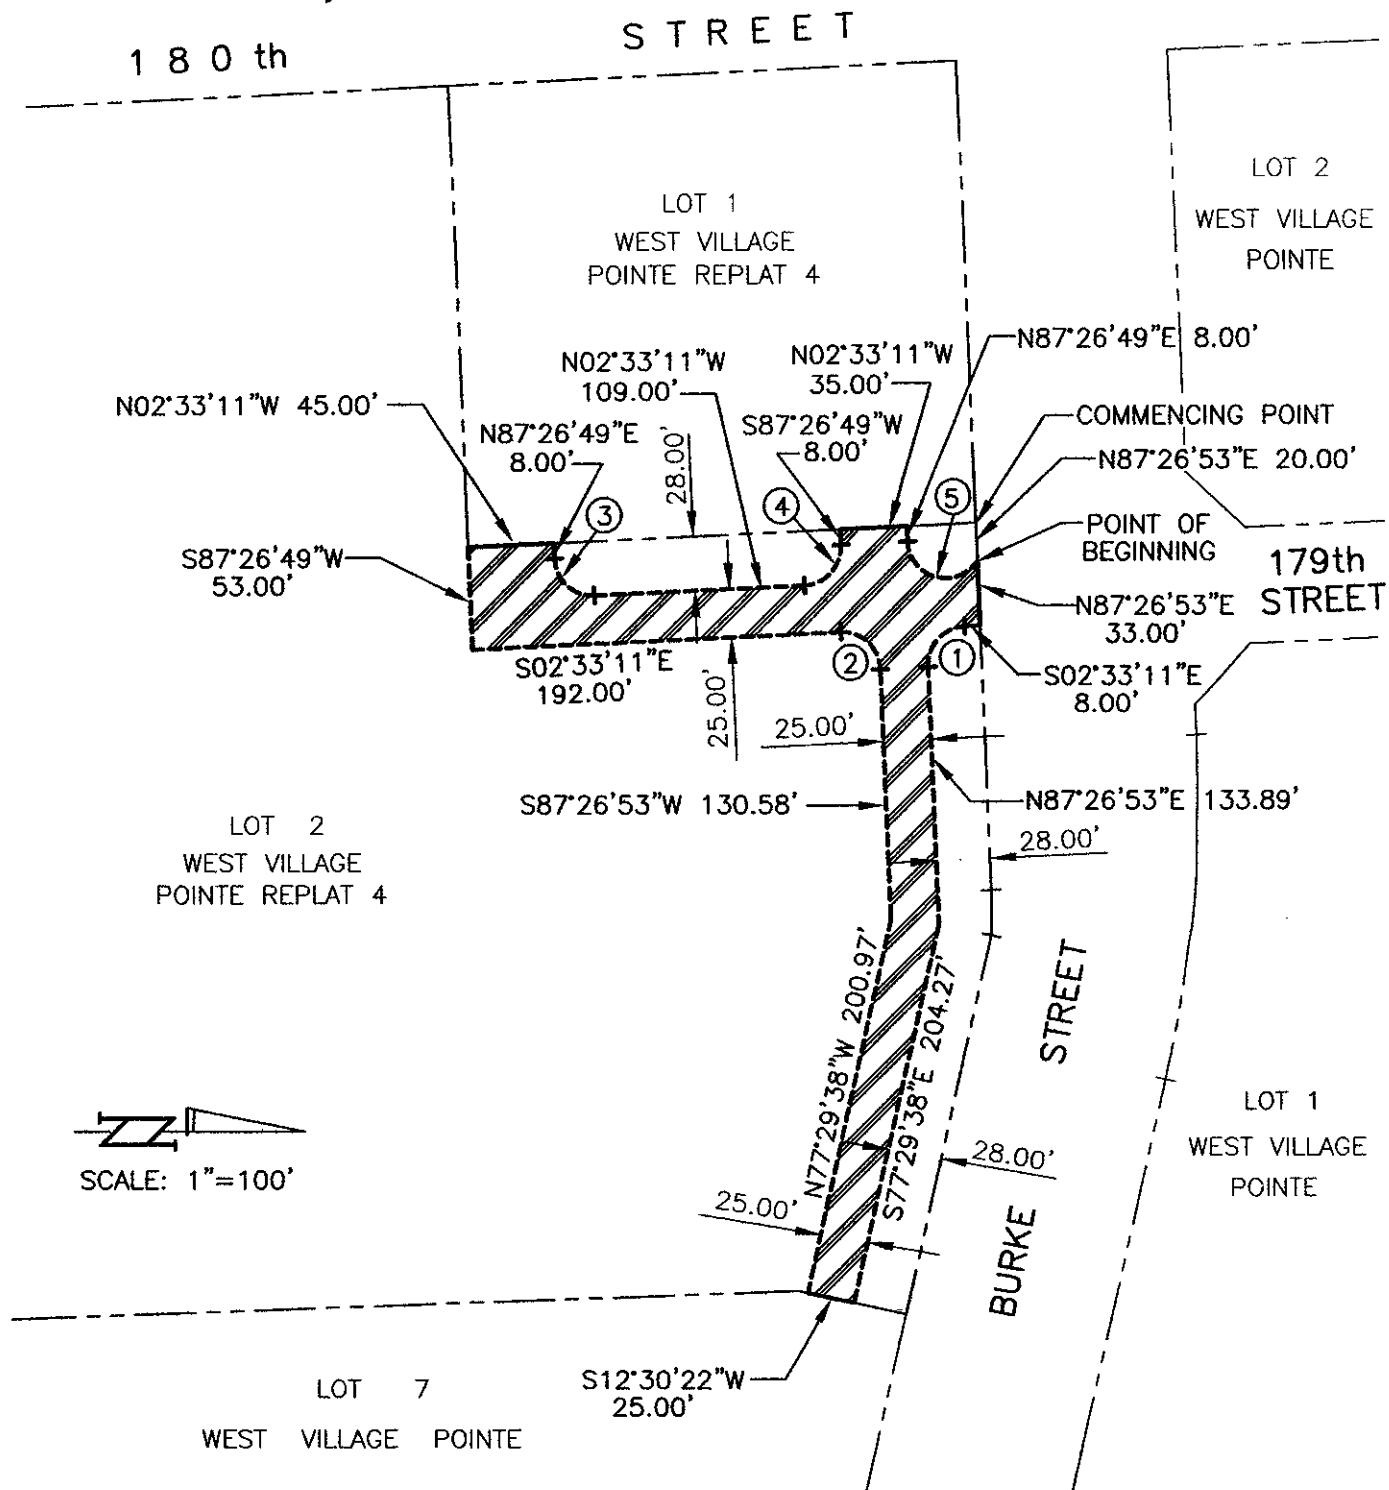 STREET
180th
LOT 2
WEST VILLAGE
POINTE
LOT 1
WEST VILLAGE
POINTE REPLAT 4
N87°26'49"E 8.00'
N02°33'11"W
35.00'
N02°33'11"W
109.00'
N02°33'11"W 45.00'
S87°26'49"W
8.00'
COMMENCING POINT
N87°26'49"E
8.00'
28.00'
N87°26'53"E 20.00'
3
4
5
POINT OF
BEGINNING
S87°26'49"W
53.00'
179th
STREET
N87°26'53"E
33.00'
S02°33'11"E
192.00'
25.00'
2
1
S02°33'11"E
8.00'
25.00'
S87°26'53"W 130.58'
N87°26'53"E 133.89'
LOT 2
WEST VILLAGE
POINTE REPLAT 4
28.00'
N77°29'38"W 200.97'
S77°29'38"E 204.27'
BURKE STREET
SCALE: 1"=100'
LOT 1
WEST VILLAGE
POINTE
28.00'
25.00'
S12°30'22"W
25.00'
LOT 7
WEST VILLAGE POINTE